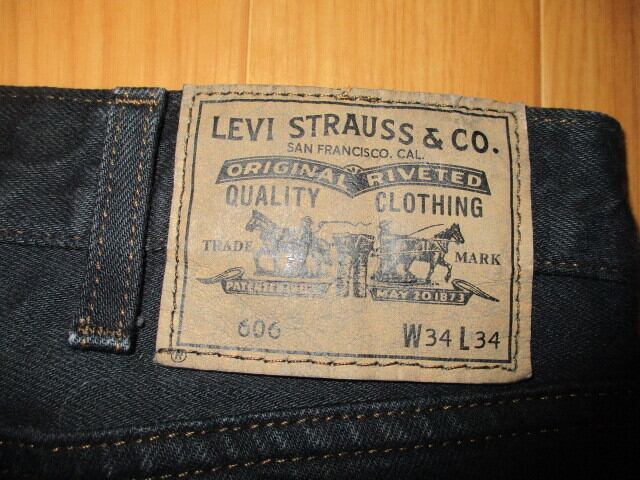 LEVI STRAUSS & CO.
SAN FRANCISCO. CAL.
ORIGINAL RIVETED
QUALITY CLOTHING
TRADE MARK
MAY 20 1873
606 W34 L34
®